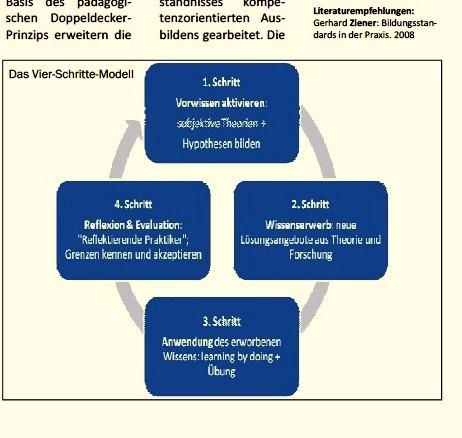 Basis des pädagogi-
schen Doppeldecker-
Prinzips erweitern die
ständnisses kompe-
tenzorientierten Aus-
bildens gearbeitet. Die
Literaturempfehlungen:
Gerhard Ziener: Bildungsstan-
dards in der Praxis. 2008
Das Vier-Schritte-Modell
1. Schritt
Vorwissen aktivieren:
subjektive Theorien +
Hypothesen bilden
2. Schritt
Wissenserwerb: neue
Lösungsangebote aus Theorie und
Forschung
3. Schritt
Anwendung des erworbenen
Wissens: learning by doing +
Übung
4. Schritt
Reflexion & Evaluation:
"Reflektierende Praktiker";
Grenzen kennen und akzeptieren